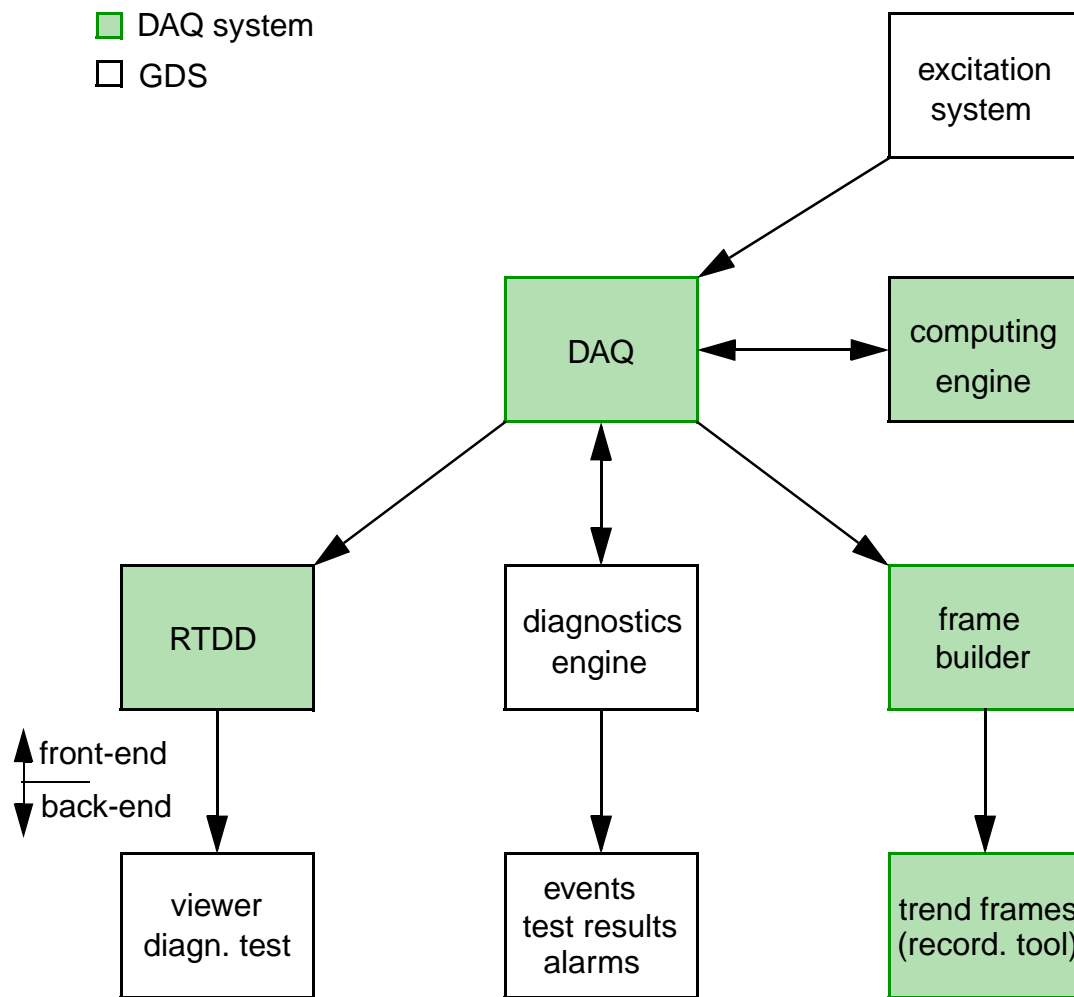 DAQ system
GDS
excitation
system
DAQ
computing
engine
RTDD
diagnostics
engine
frame
builder
front-end
back-end
viewer
diagn. test
events
test results
alarms
trend frames
(record. tool)